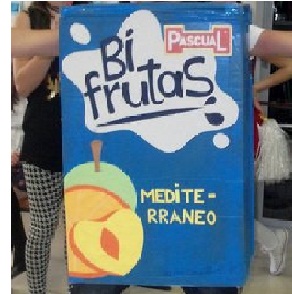 PASCUAL
Bi
frutas
MEDITE-
RRANEO